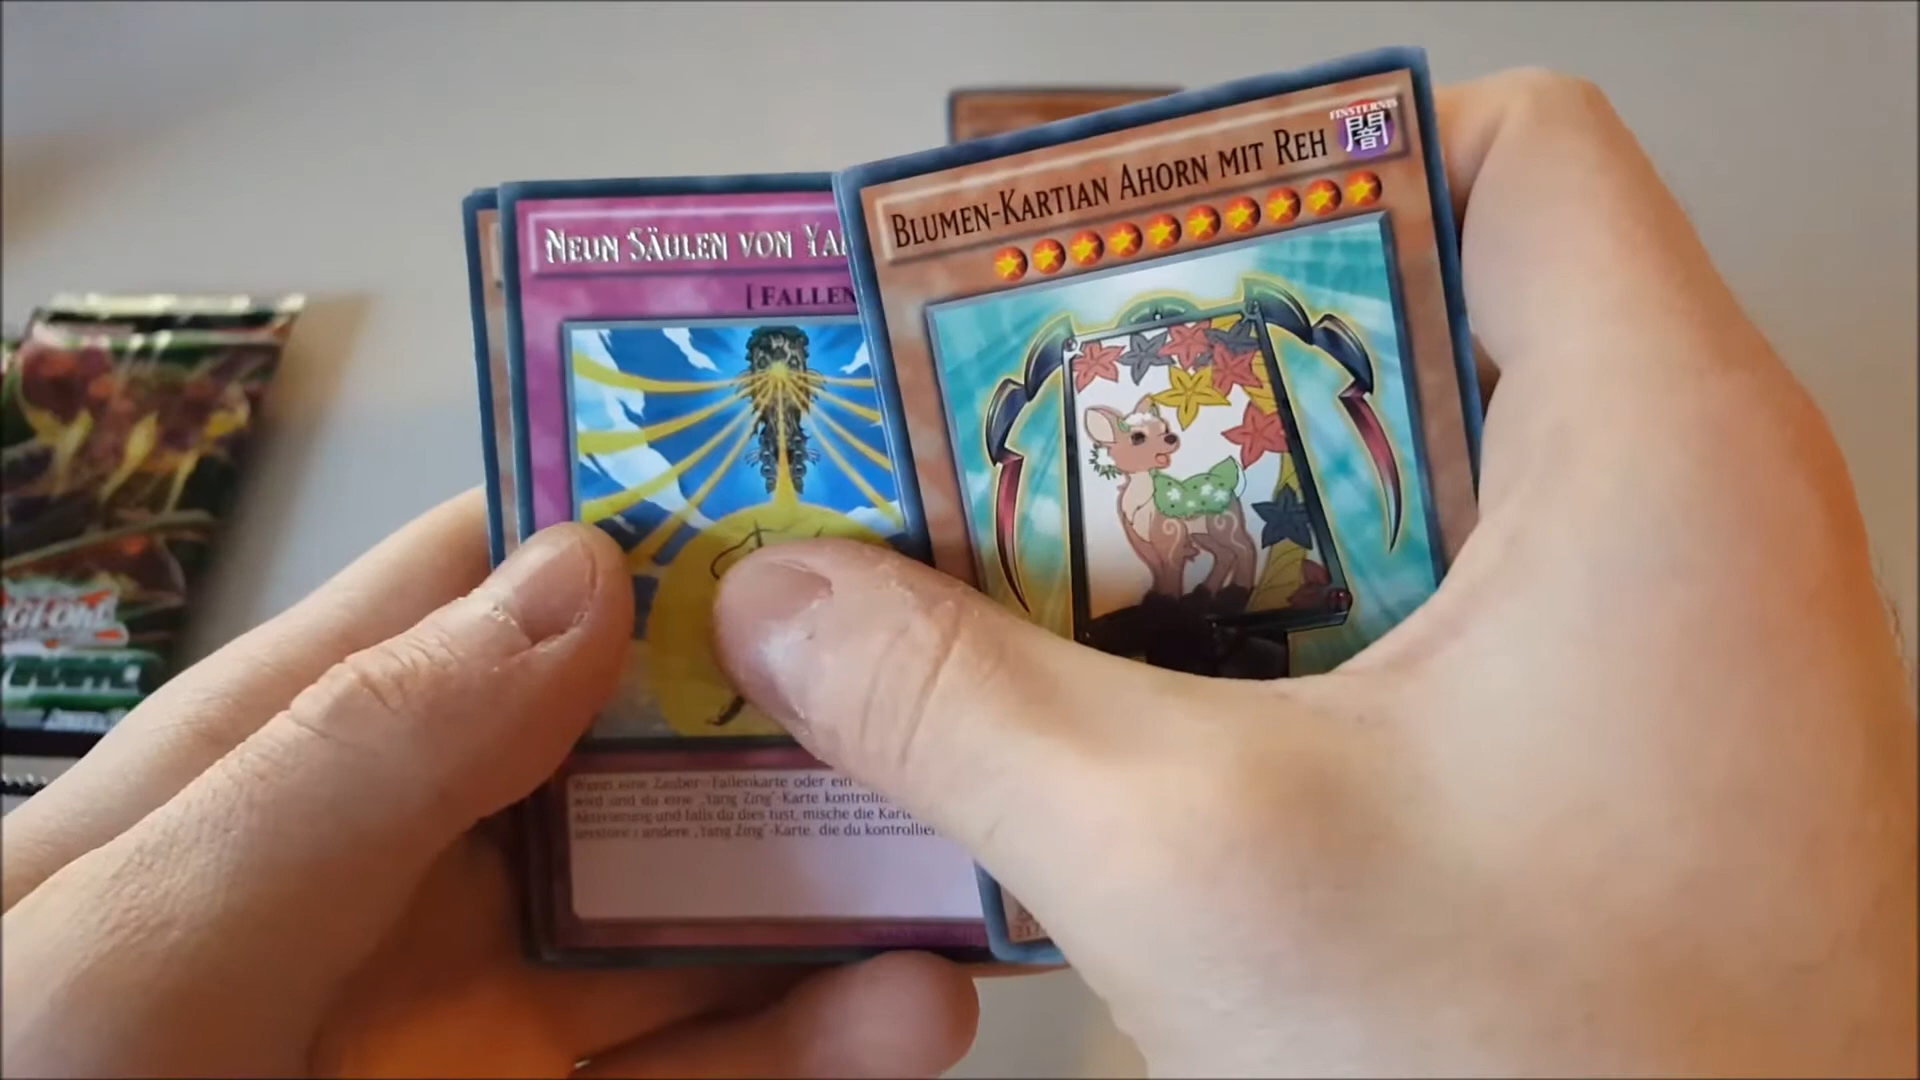 BLUMEN-KARTIAN AHORN MIT REH
FINSTERNIS
闇
NEUN SÄULEN VON YA
[FALLEN
Wenn eine Zauber-/Fallenkarte oder ein
wird und du eine „Yang Zing“-Karte kontrollie
Aktivierung und falls du dies tust, mische die Karte
1 andere „Yang Zing“-Karte, die du kontrollier